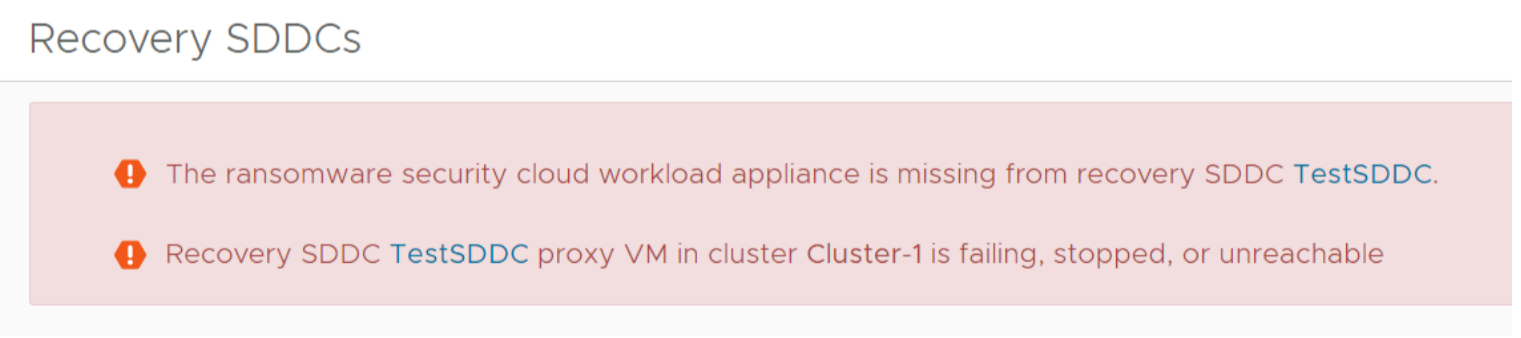 Recovery SDDCs
The ransomware security cloud workload appliance is missing from recovery SDDC TestSDDC.
Recovery SDDC TestSDDC proxy VM in cluster Cluster-1 is failing, stopped, or unreachable